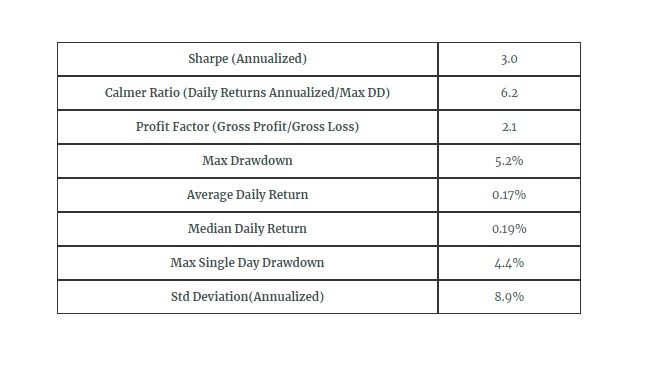 Sharpe (Annualized) 3.0
Calmer Ratio (Daily Returns Annualized/Max DD) 6.2
Profit Factor (Gross Profit/Gross Loss) 2.1
Max Drawdown 5.2%
Average Daily Return 0.17%
Median Daily Return 0.19%
Max Single Day Drawdown 4.4%
Std Deviation(Annualized) 8.9%